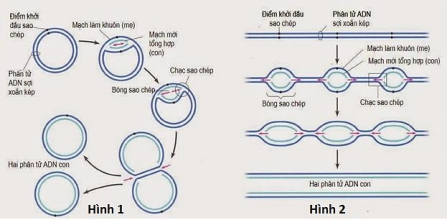 Điểm khởi
đầu sao
chép
Mạch làm khuôn (mẹ)
Mạch mới
tổng hợp
(con)
Phân tử
ADN sợi
xoắn kép
Chạc sao chép
Bóng sao chép
Hai phân tử ADN con
Hình 1
Điểm khởi đầu
sao chép
Phân tử ADN
sợi xoắn kép
Mạch làm khuôn (mẹ)
Mạch mới tổng hợp (con)
Bóng sao chép
Chạc sao chép
Hai phân tử ADN con
Hình 2